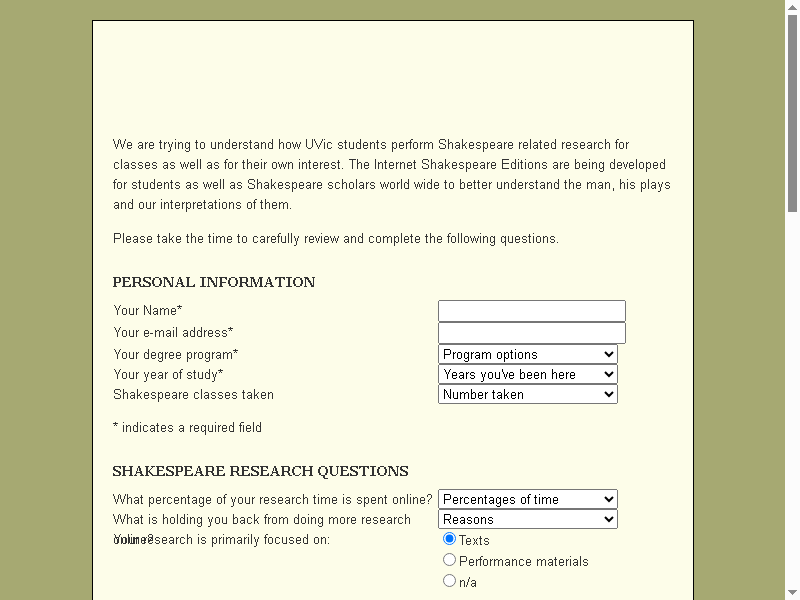 We are trying to understand how UVic students perform Shakespeare related research for
classes as well as for their own interest. The Internet Shakespeare Editions are being developed
for students as well as Shakespeare scholars world wide to better understand the man, his plays
and our interpretations of them.
Please take the time to carefully review and complete the following questions.
PERSONAL INFORMATION
Your Name*
Your e-mail address*
Your degree program* Program options
Your year of study* Years you've been here
Shakespeare classes taken Number taken
* indicates a required field
SHAKESPEARE RESEARCH QUESTIONS
What percentage of your research time is spent online? Percentages of time
What is holding you back from doing more research Reasons
online?
Your research is primarily focused on: Texts
Performance materials
n/a